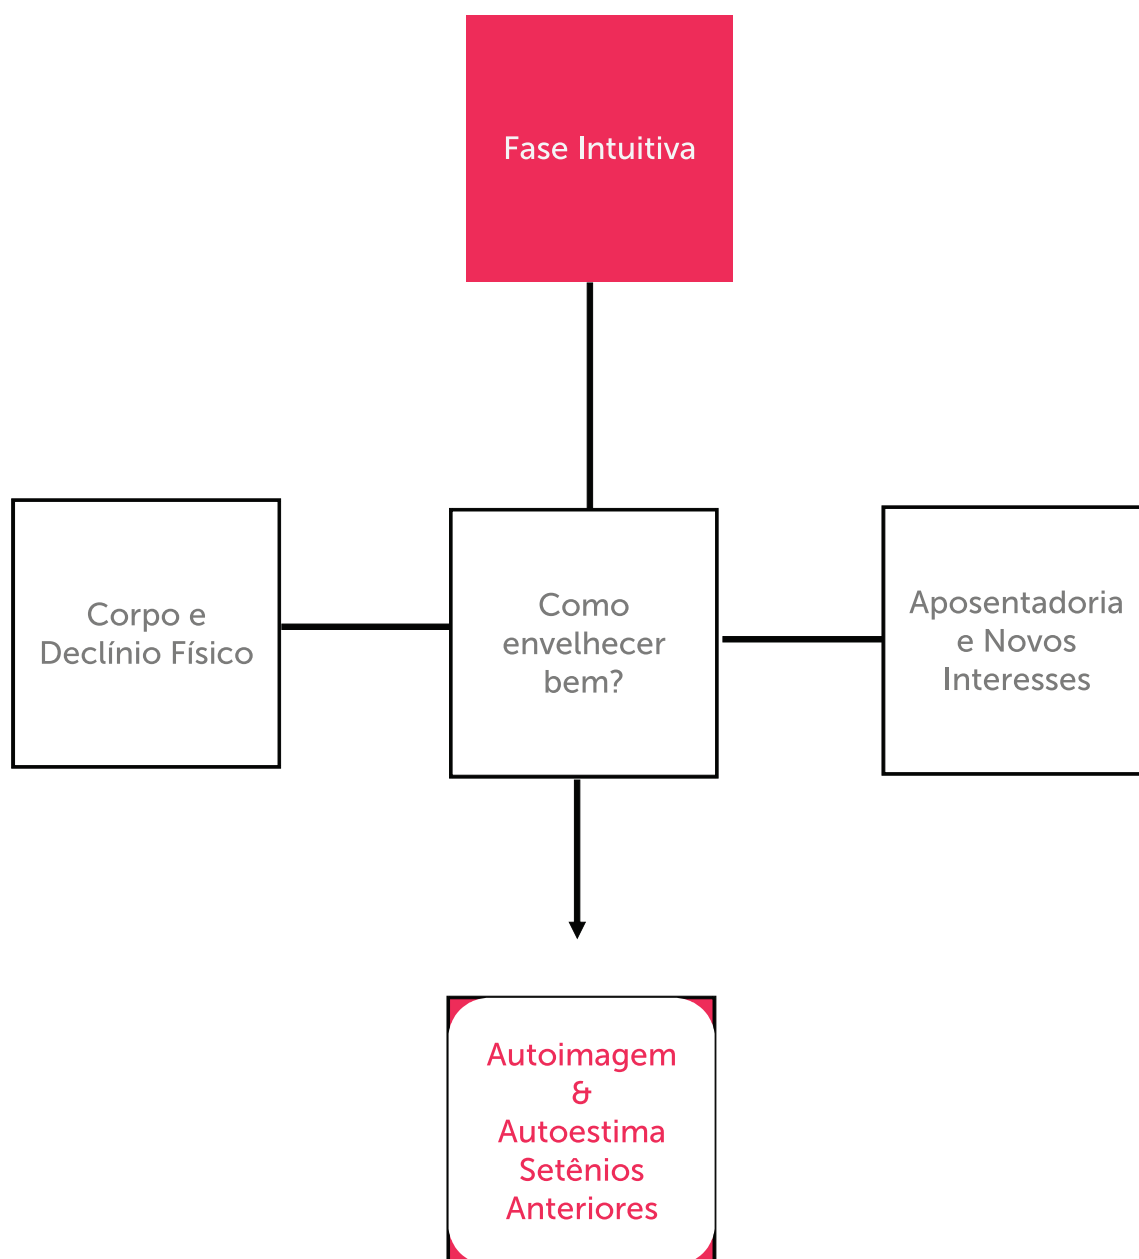 Fase Intuitiva
Corpo e
Declínio Físico
Como
envelhecer
bem?
Aposentadoria
e Novos
Interesses
Autoimagem
&
Autoestima
Setênios
Anteriores